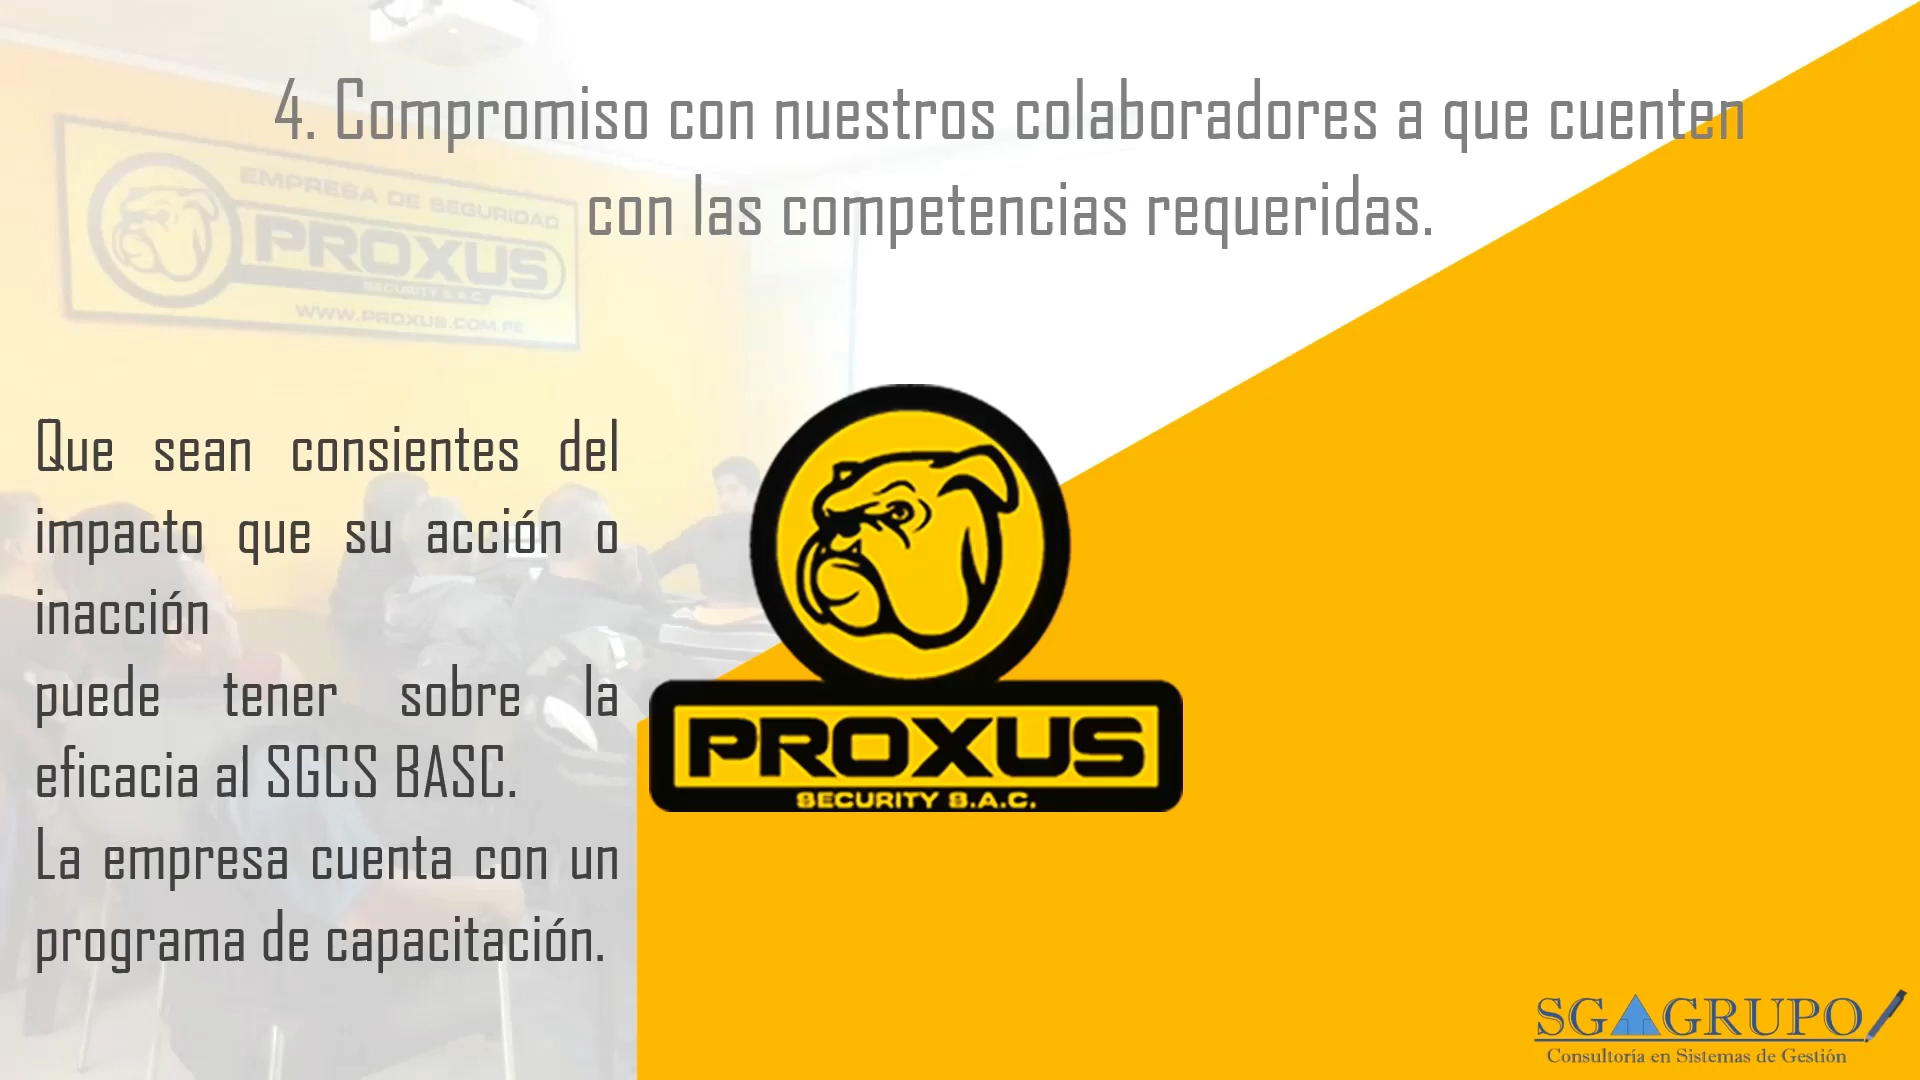 4. Compromiso con nuestros colaboradores a que cuenten
con las competencias requeridas.
EMPRESA DE SEGURIDAD
PROXUS
SECURITY S.A.C.
WWW.PROXUS.COM.PE
Que sean consientes del
impacto que su acción o
inacción
puede tener sobre la
eficacia al SGCS BASC.
La empresa cuenta con un
programa de capacitación.
PROXUS
SECURITY S.A.C.
SG GRUPO
Consultoría en Sistemas de Gestión